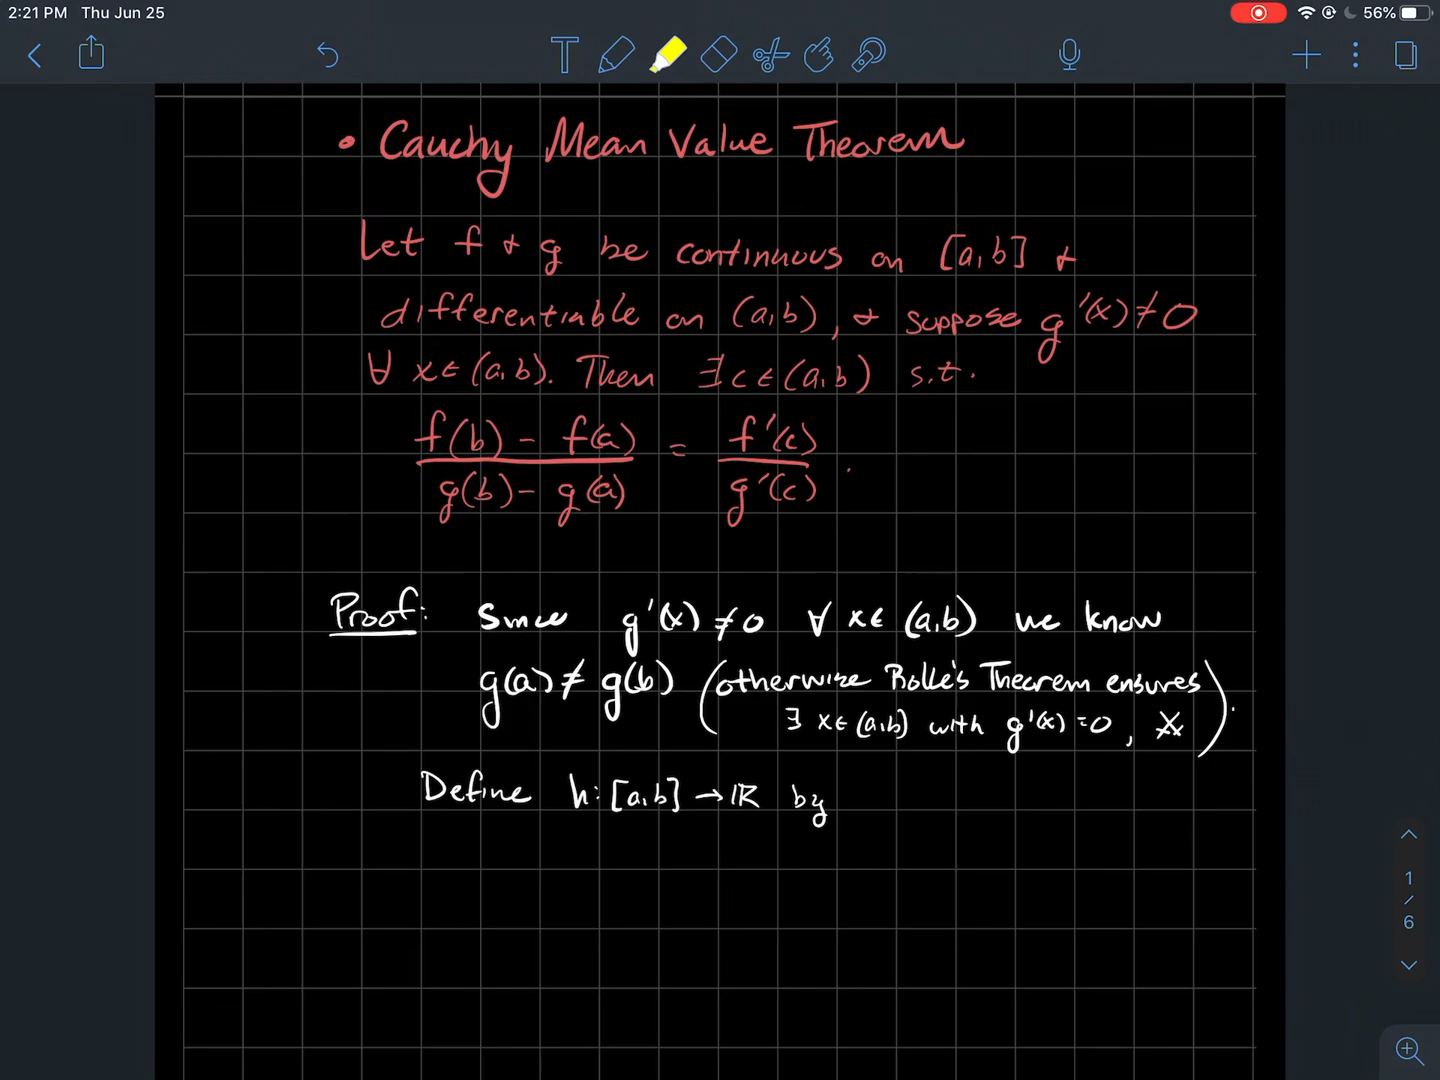 2:21 PM Thu Jun 25
56%
• Cauchy Mean Value Theorem
Let f & g be continuous on [a,b] &
differentiable on (a,b), & suppose g'(x) ≠ 0
∀ x ∈ (a,b). Then ∃ c ∈ (a,b) s.t.
f(b) - f(a) / g(b) - g(a) = f'(c) / g'(c) .
Proof: Since g'(x) ≠ 0 ∀ x ∈ (a,b) we know
g(a) ≠ g(b) (otherwise Rolle's Theorem ensures
∃ x ∈ (a,b) with g'(x) = 0, ※).
Define h: [a,b] → ℝ by
1
/
6